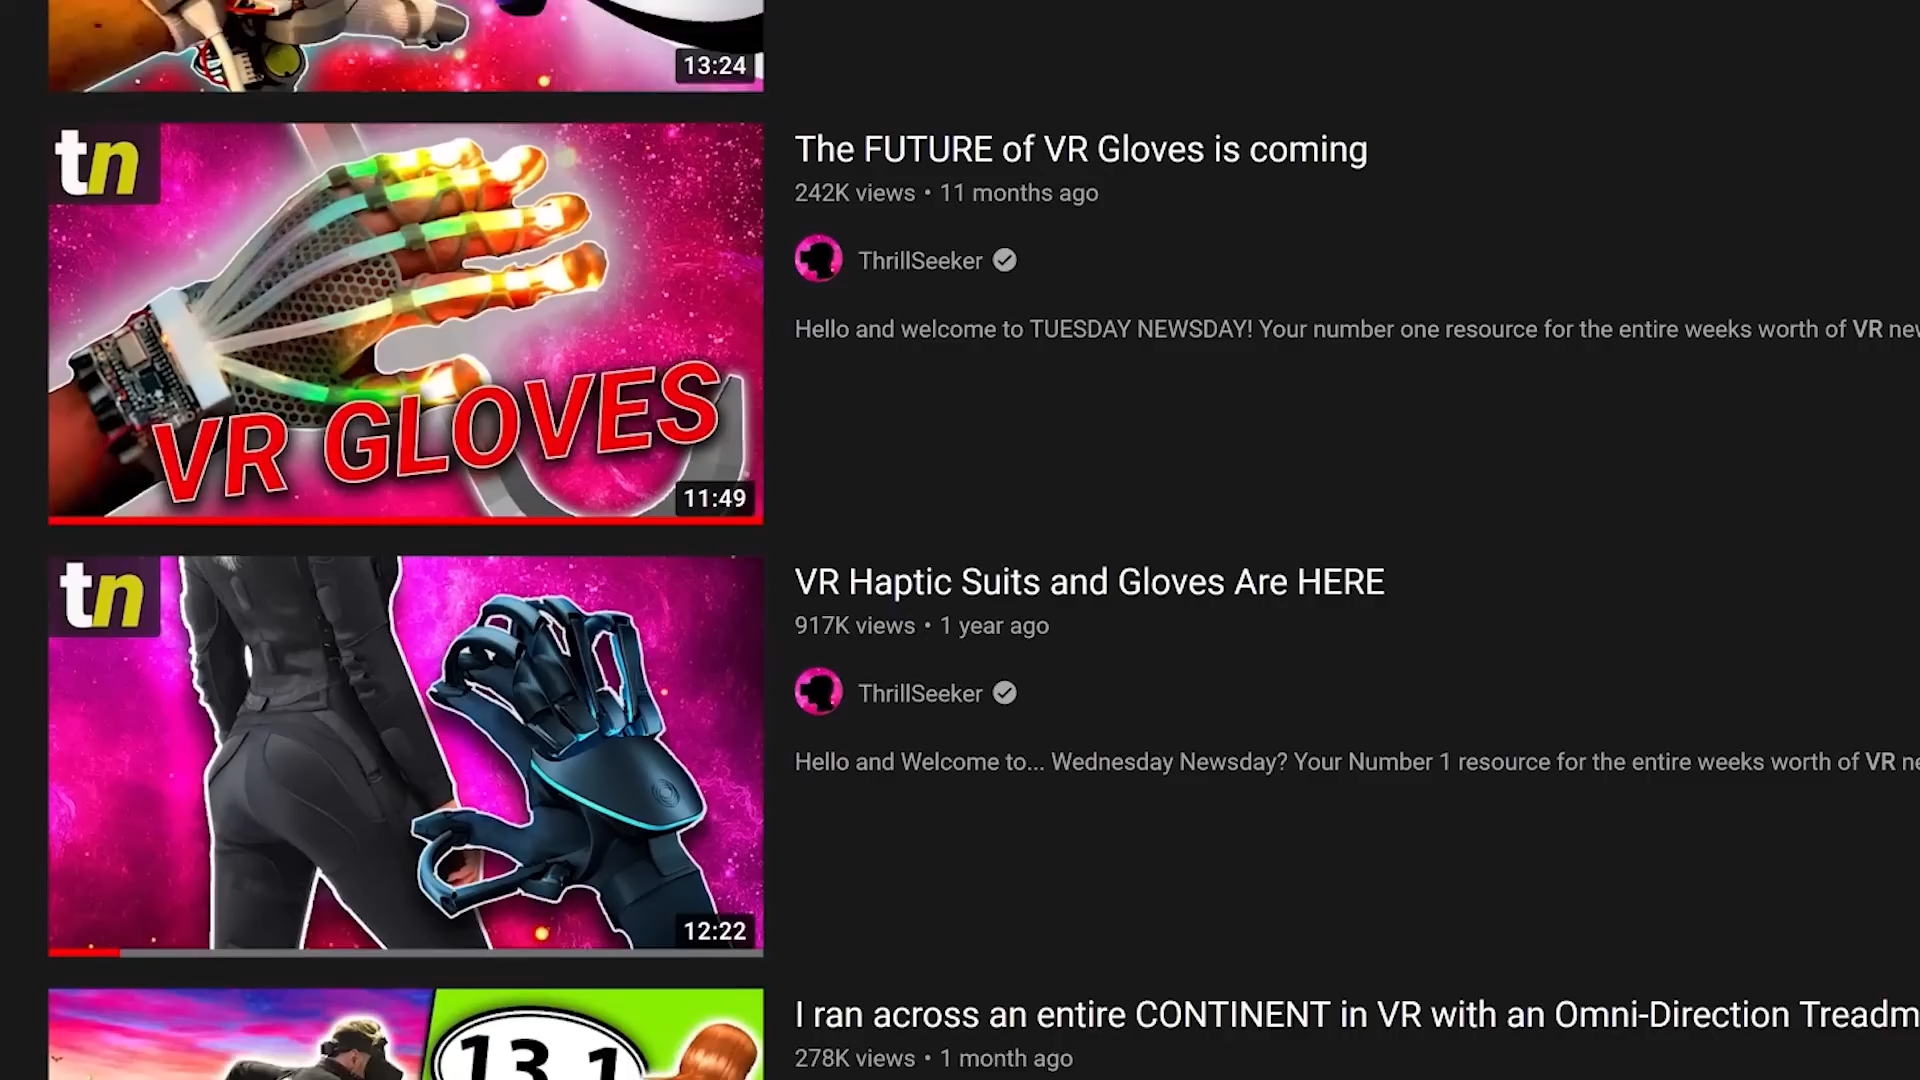 13:24
tn
VR GLOVES
11:49
The FUTURE of VR Gloves is coming
242K views • 11 months ago
ThrillSeeker
Hello and welcome to TUESDAY NEWSDAY! Your number one resource for the entire weeks worth of VR
tn
12:22
VR Haptic Suits and Gloves Are HERE
917K views • 1 year ago
ThrillSeeker
Hello and Welcome to... Wednesday Newsday? Your Number 1 resource for the entire weeks worth of VR
13.1
I ran across an entire CONTINENT in VR with an Omni-Direction
278K views • 1 month ago